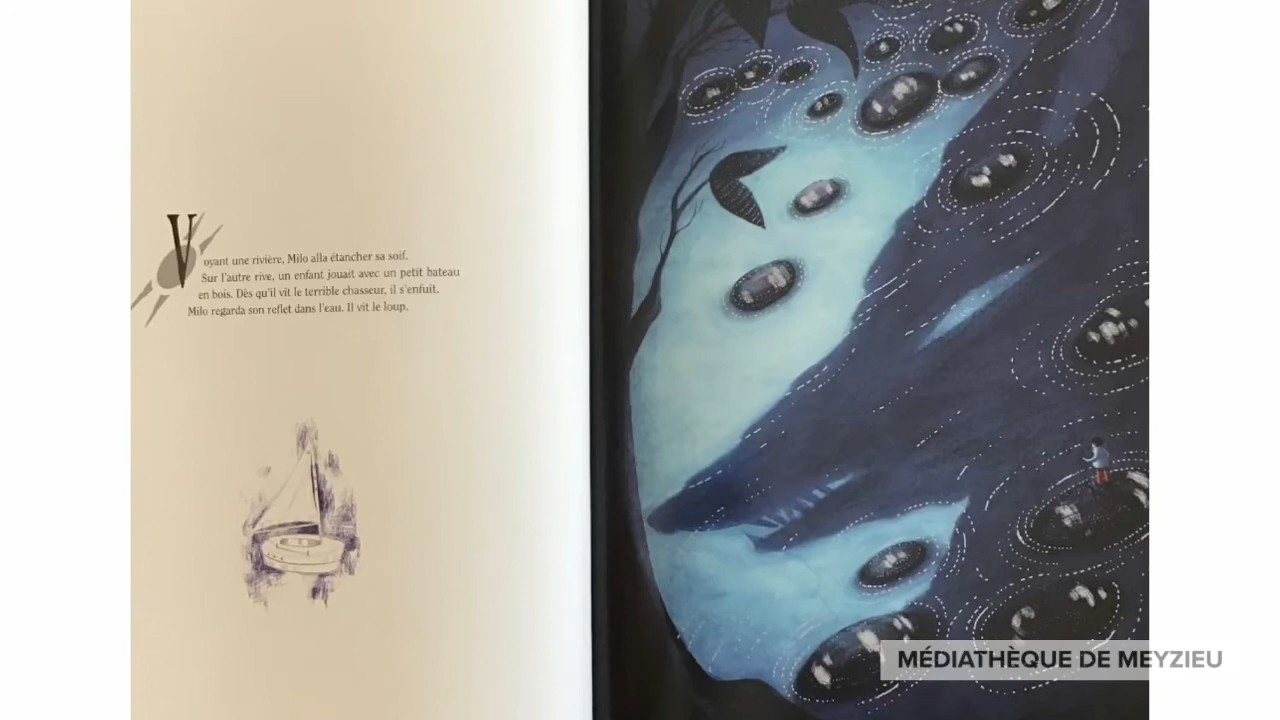 Voyant une rivière, Milo alla étancher sa soif.
Sur l'autre rive, un enfant jouait avec un petit bateau
en bois. Dès qu'il vit le terrible chasseur, il s'enfuit.
Milo regarda son reflet dans l'eau. Il vit le loup.
MÉDIATHÈQUE DE MEYZIEU